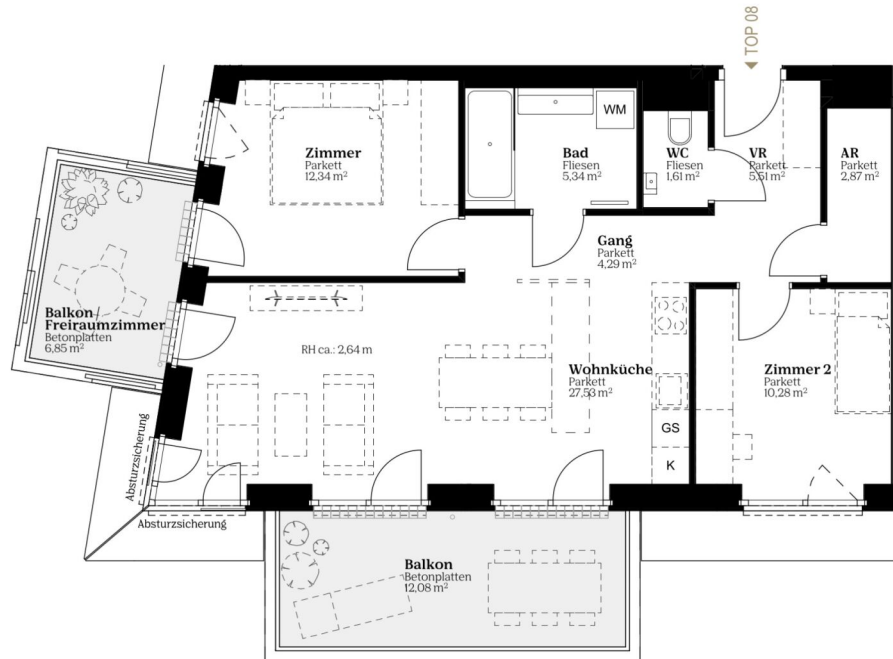 TOP 08
Zimmer
Parkett
12,34 m²
Bad
Fliesen
5,34 m²
WM
WC
Fliesen
1,61 m²
VR
Parkett
5,51 m²
AR
Parkett
2,87 m²
Gang
Parkett
4,29 m²
Balkon
Freiraumzimmer
Betonplatten
6,85 m²
RH ca.: 2,64 m
Wohnküche
Parkett
27,53 m²
Zimmer 2
Parkett
10,28 m²
GS
K
Absturzsicherung
Absturzsicherung
Balkon
Betonplatten
12,08 m²